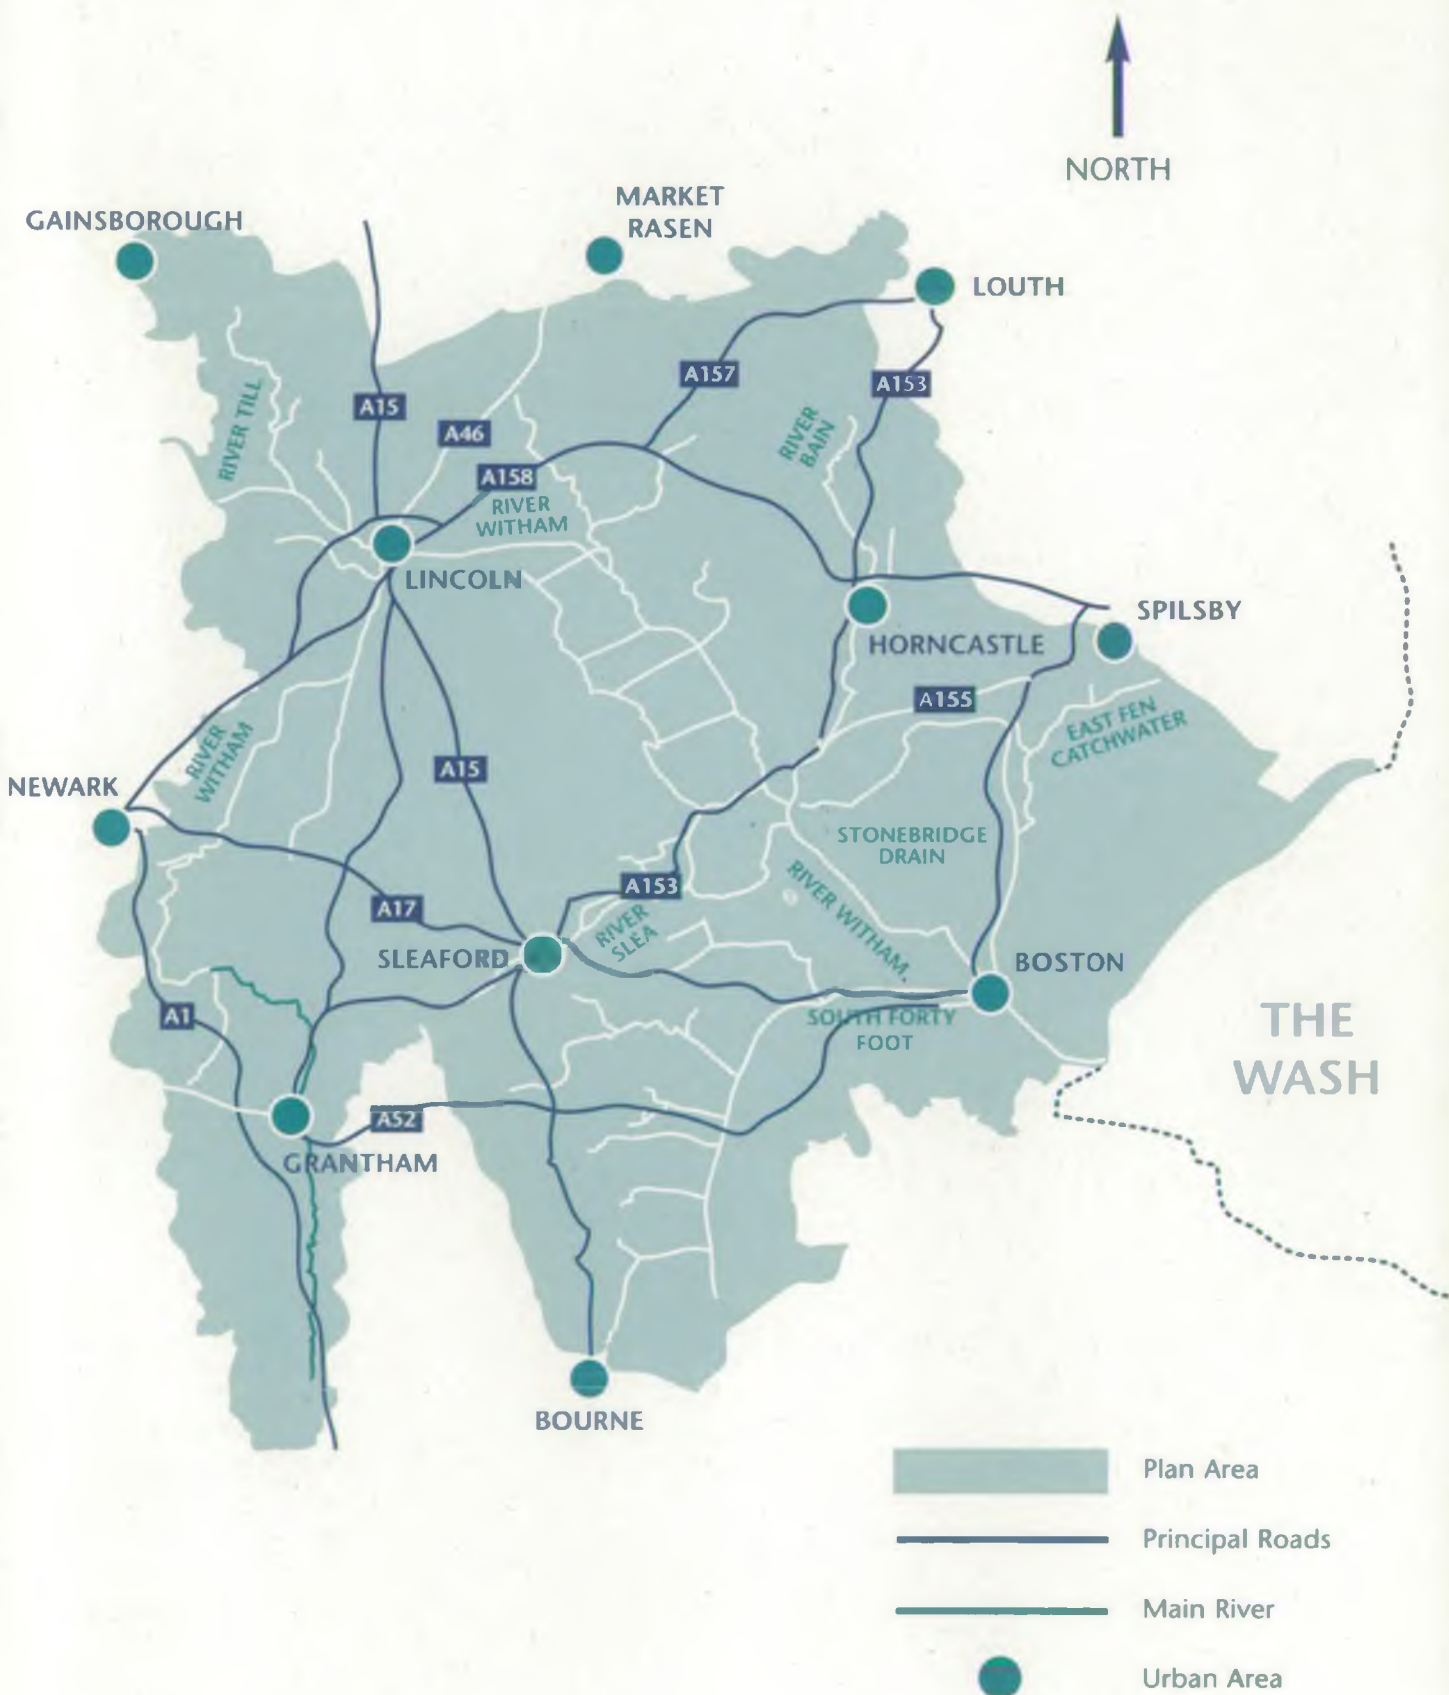 NORTH
MARKET
RASEN
GAINSBOROUGH
LOUTH
A157
A153
A15
RIVER TILL
A46
RIVER
BAIN
A158
RIVER
WITHAM
LINCOLN
SPILSBY
HORNCASTLE
A155
EAST FEN
CATCHWATER
RIVER
WITHAM
A15
NEWARK
STONEBRIDGE
DRAIN
A153
RIVER WITHAM
A17
RIVER
SLEA
SLEAFORD
BOSTON
A1
SOUTH FORTY
FOOT
THE
WASH
A52
GRANTHAM
BOURNE
Plan Area
Principal Roads
Main River
Urban Area